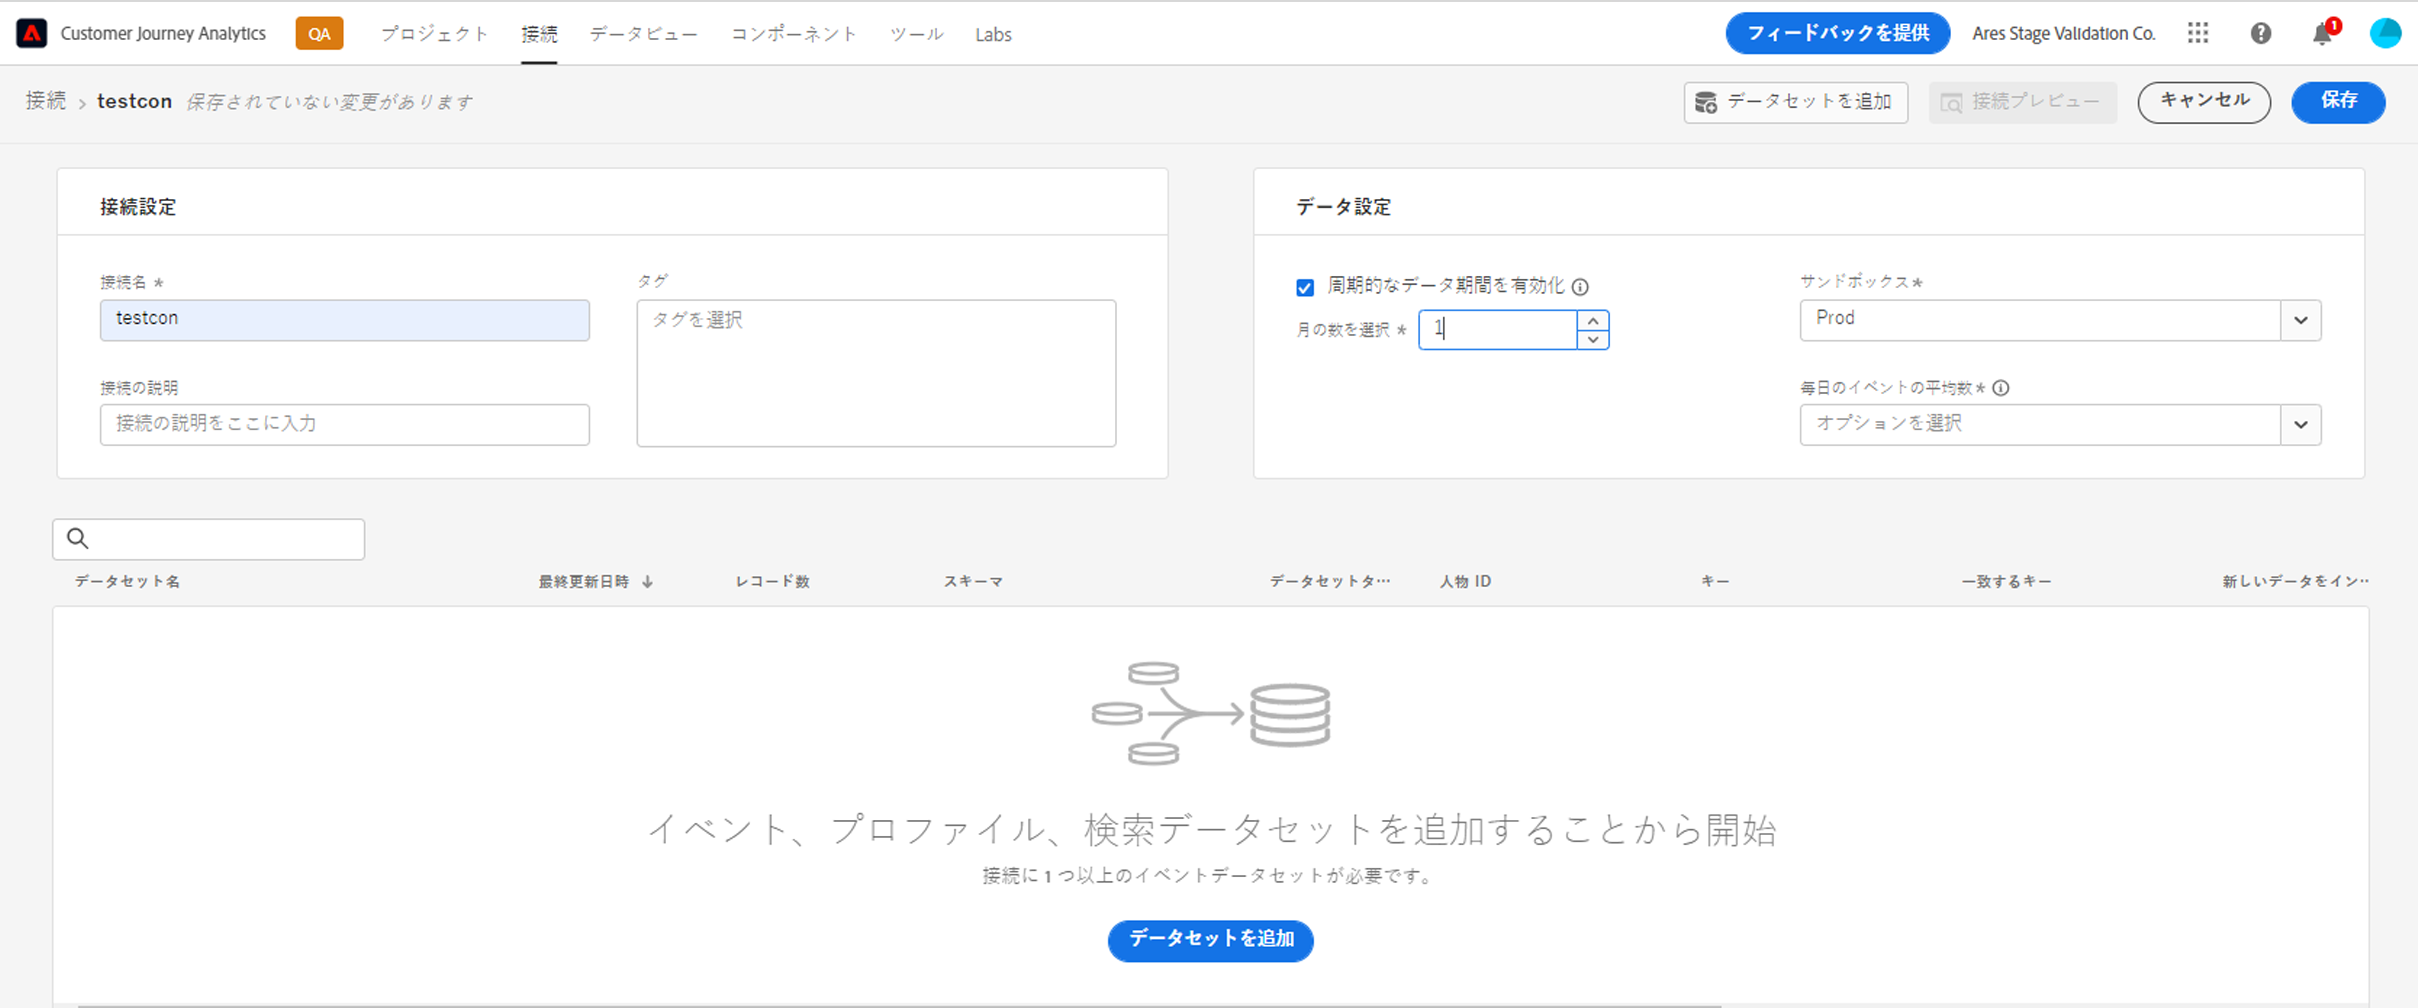 Customer Journey Analytics QA プロジェクト 接続 データビュー コンポーネント ツール Labs フィードバックを提供 Ares Stage Validation Co. 1
接続 > testcon 保存されていない変更があります データセットを追加 接続プレビュー キャンセル 保存
接続設定
接続名 *
testcon
タグ
タグを選択
接続の説明
接続の説明をここに入力
データ設定
周期的なデータ期間を有効化
月の数を選択 * 1
サンドボックス *
Prod
毎日のイベントの平均数 *
オプションを選択
データセット名 最終更新日時 ↓ レコード数 スキーマ データセットタ… 人物 ID キー 一致するキー 新しいデータをイン…
イベント、プロファイル、検索データセットを追加することから開始
接続に 1 つ以上のイベントデータセットが必要です。
データセットを追加